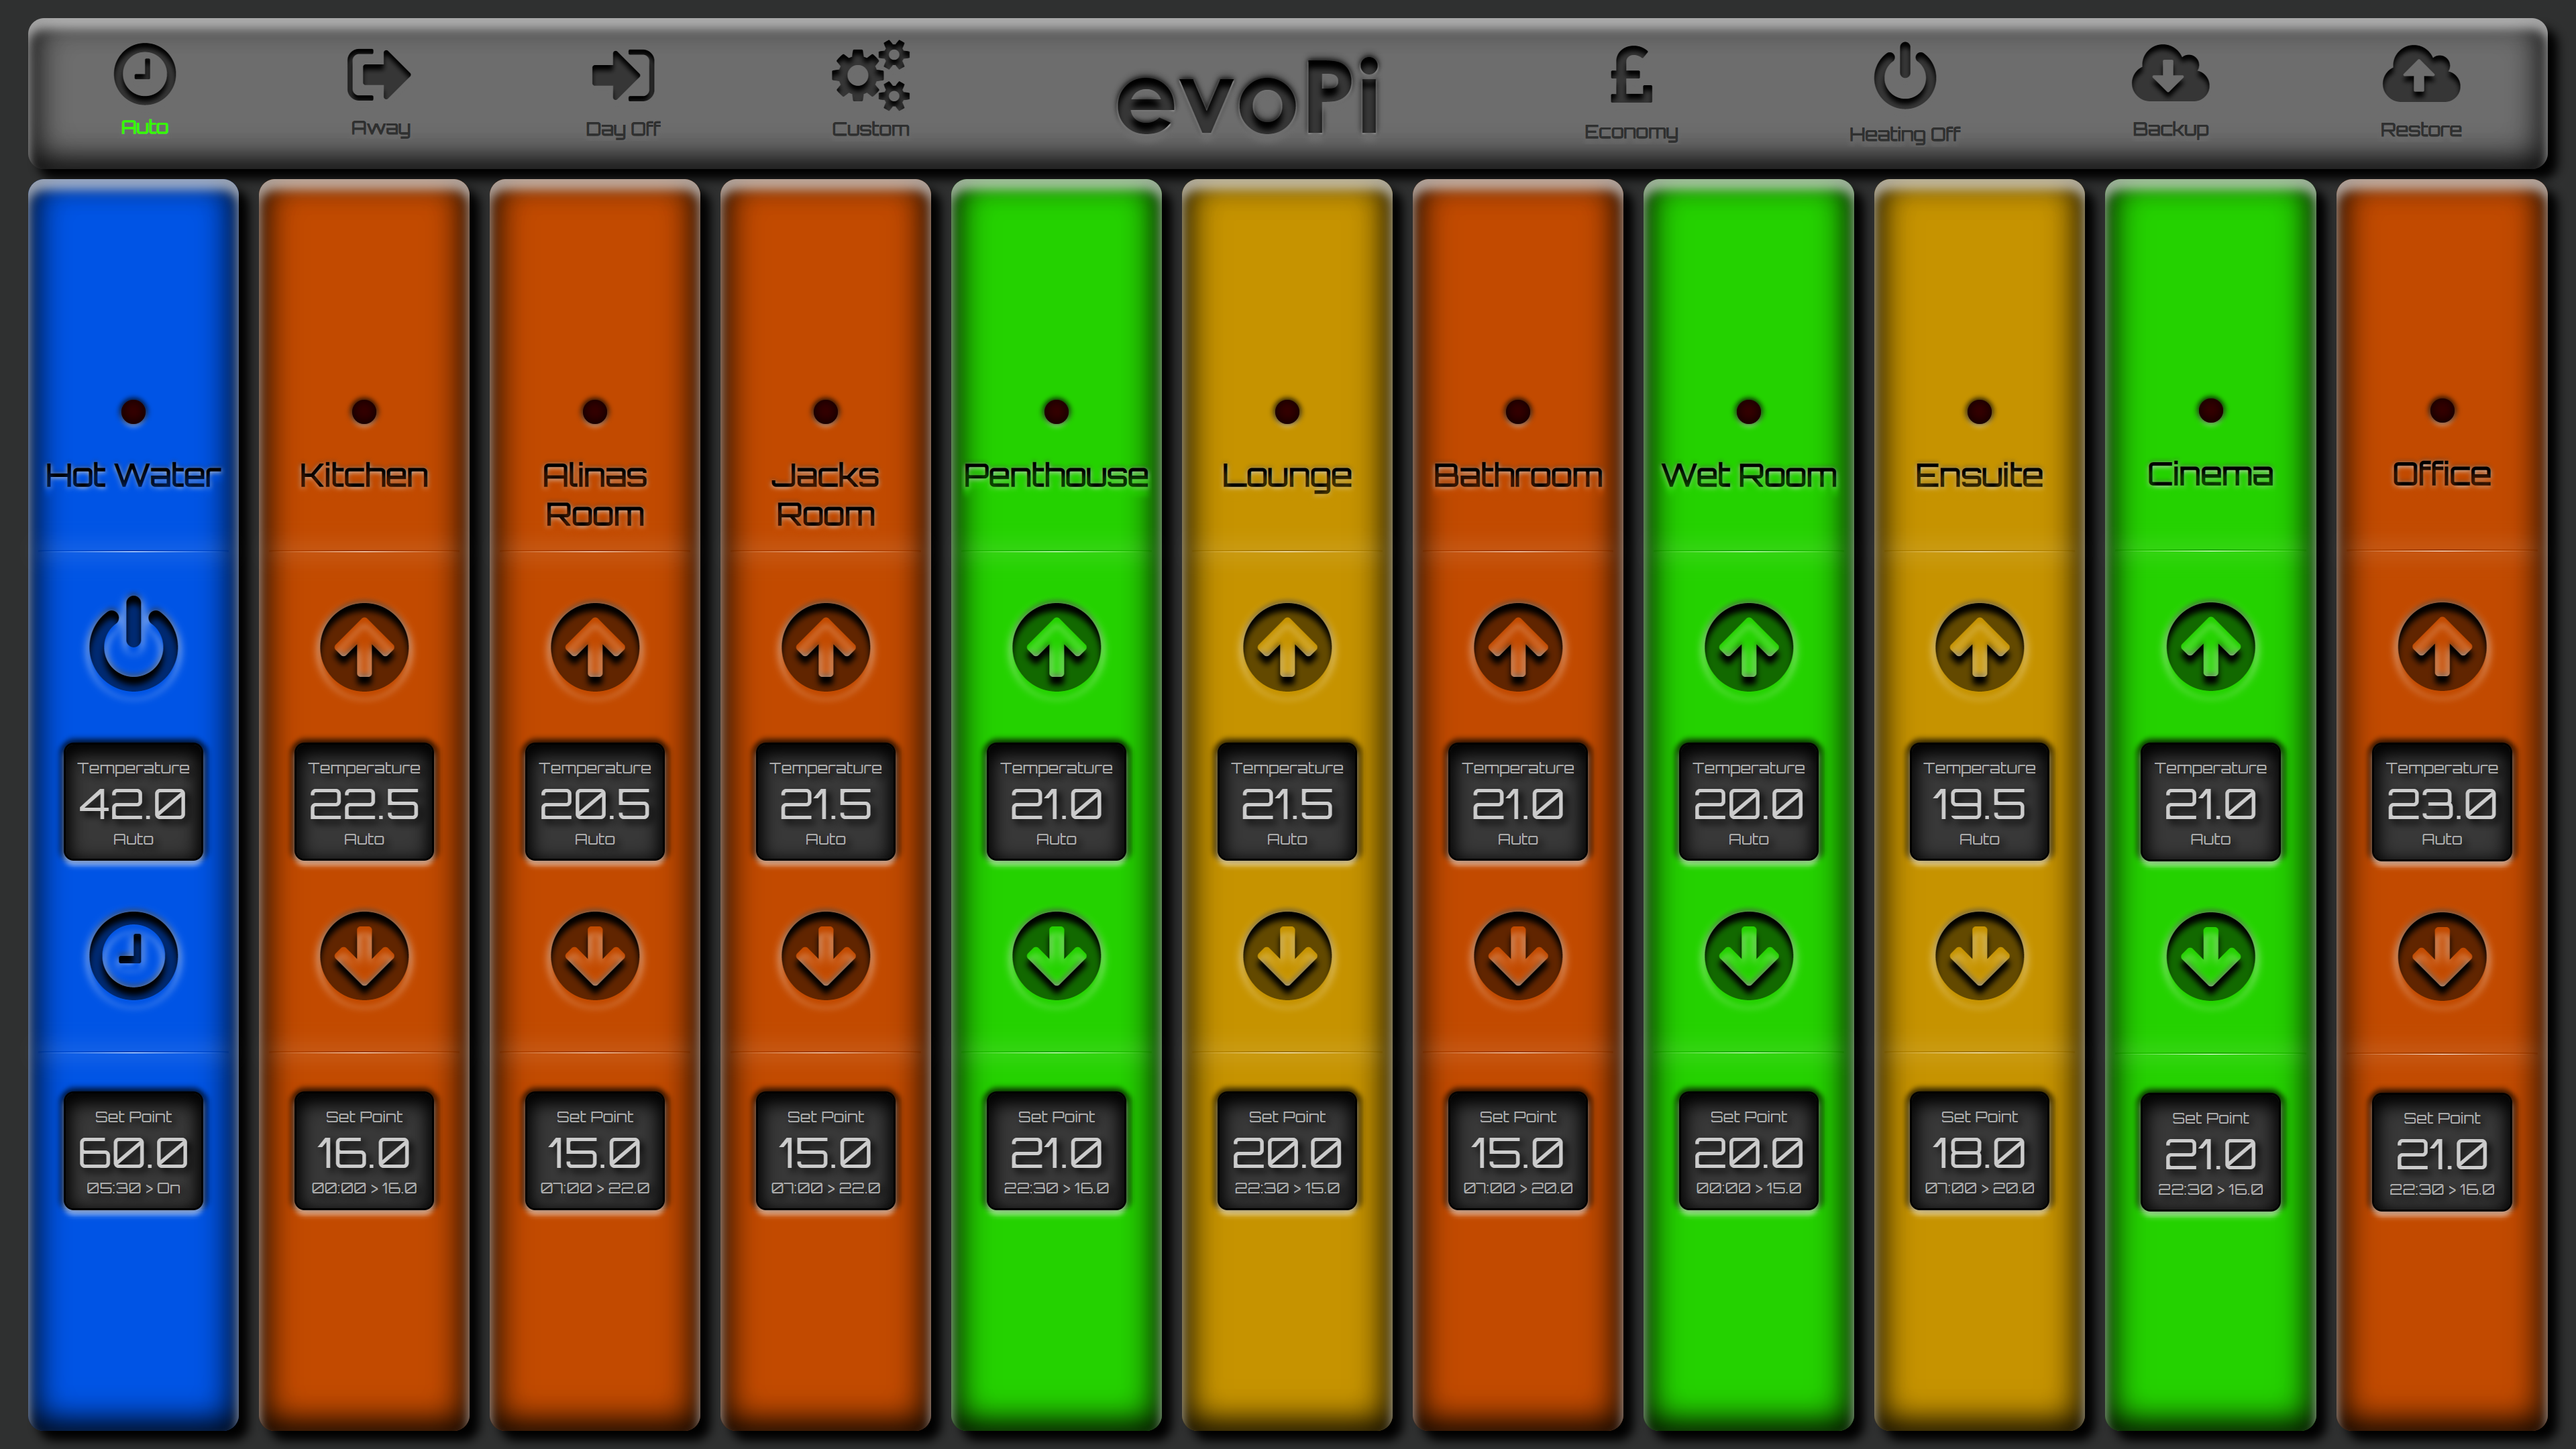 Auto
Away
Day Off
Custom
evoPi
Economy
Heating Off
Backup
Restore
Hot Water
Temperature
42.0
Auto
Set Point
60.0
05:30 > On
Kitchen
Temperature
22.5
Auto
Set Point
16.0
00:00 > 16.0
Alinas
Room
Temperature
20.5
Auto
Set Point
15.0
07:00 > 22.0
Jacks
Room
Temperature
21.5
Auto
Set Point
15.0
07:00 > 22.0
Penthouse
Temperature
21.0
Auto
Set Point
21.0
22:30 > 16.0
Lounge
Temperature
21.5
Auto
Set Point
20.0
22:30 > 15.0
Bathroom
Temperature
21.0
Auto
Set Point
15.0
07:00 > 20.0
Wet Room
Temperature
20.0
Auto
Set Point
20.0
00:00 > 15.0
Ensuite
Temperature
19.5
Auto
Set Point
18.0
07:00 > 20.0
Cinema
Temperature
21.0
Auto
Set Point
21.0
22:30 > 16.0
Office
Temperature
23.0
Auto
Set Point
21.0
22:30 > 16.0